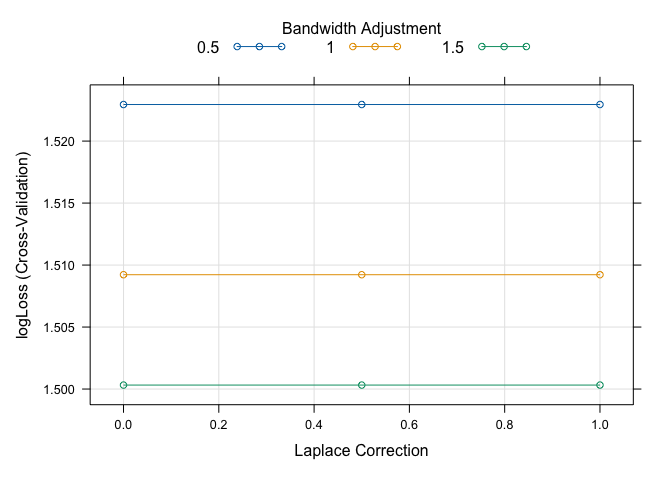 Bandwidth Adjustment
0.5 1 1.5
logLoss (Cross-Validation)
1.520
1.515
1.510
1.505
1.500
0.0 0.2 0.4 0.6 0.8 1.0
Laplace Correction